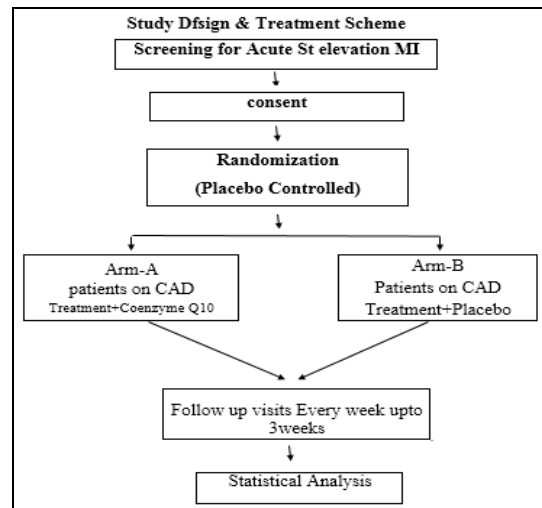 Study Dfsign & Treatment Scheme
Screening for Acute St elevation MI
consent
Randomization
(Placebo Controlled)
Arm-A
patients on CAD
Treatment+Coenzyme Q10
Arm-B
Patients on CAD
Treatment+Placebo
Follow up visits Every week upto
3weeks
Statistical Analysis